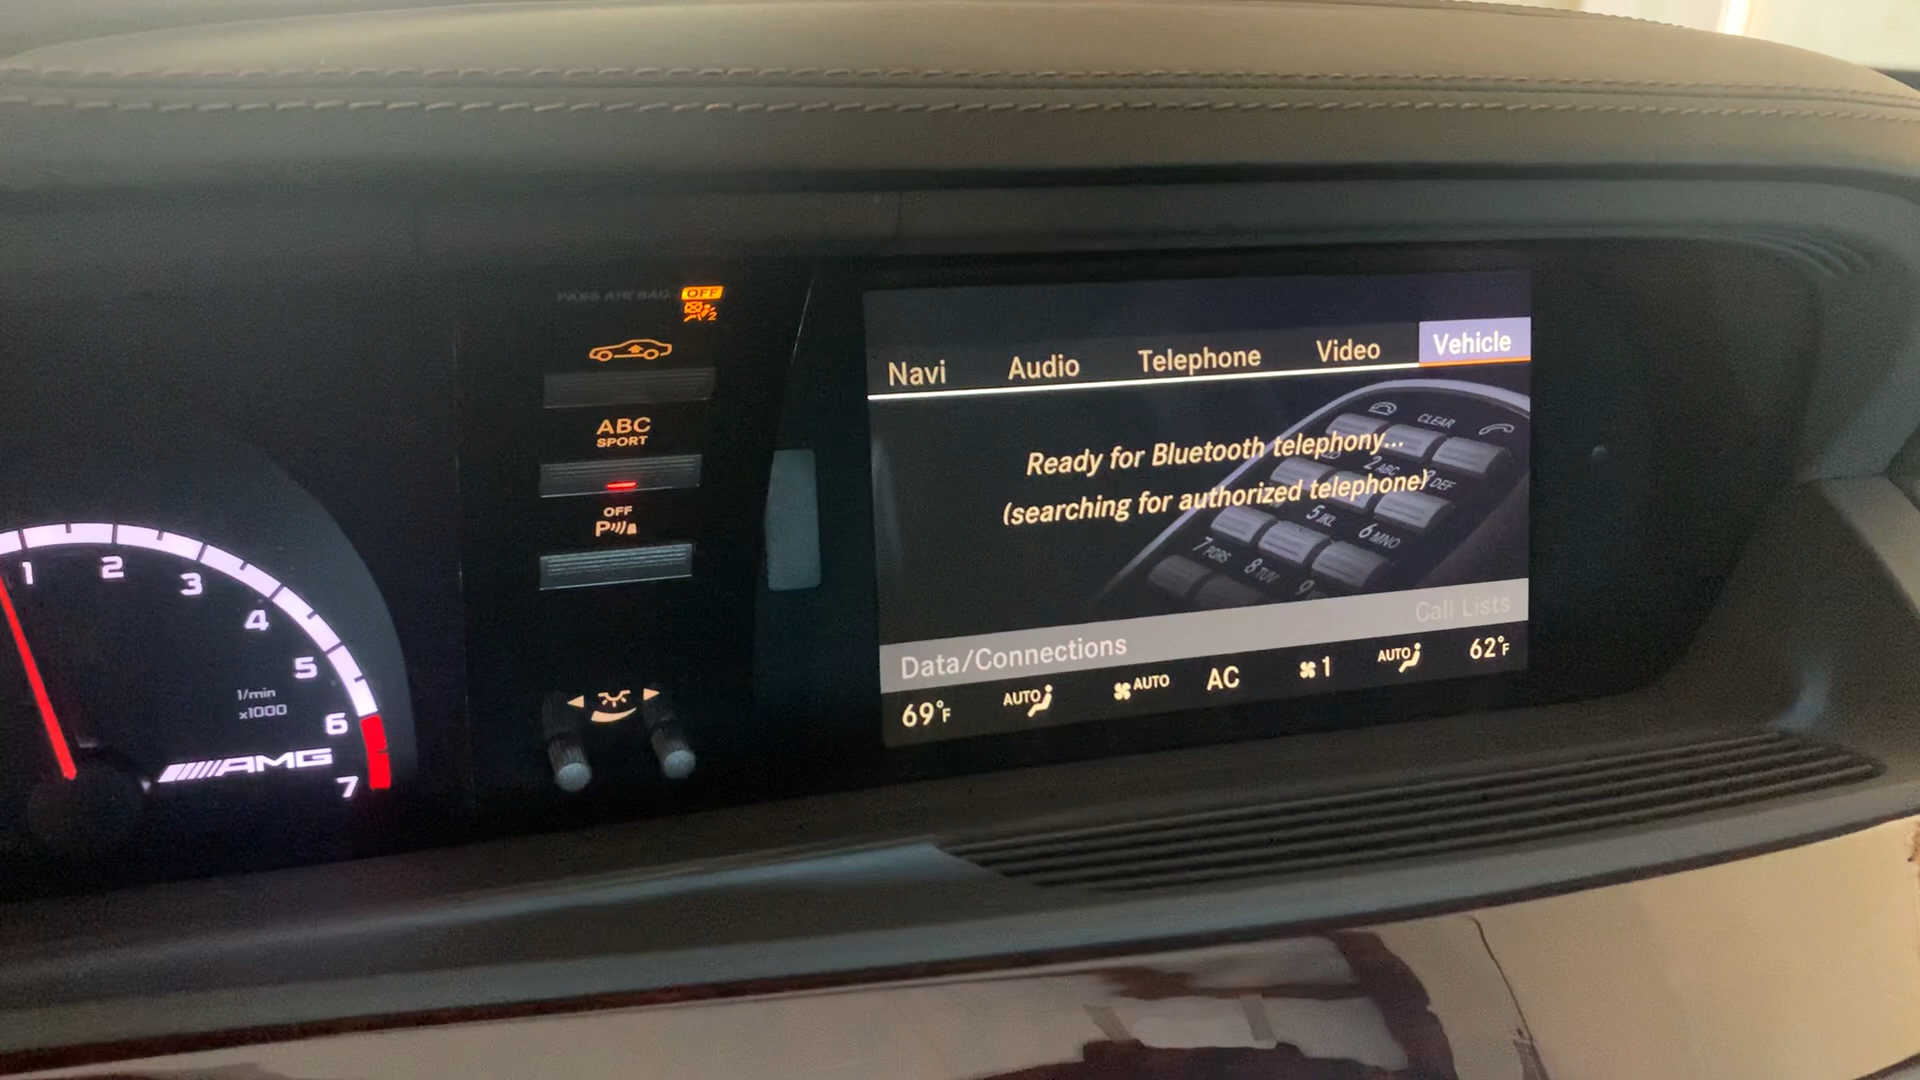 PASS AIR BAG OFF
2
ABC
SPORT
OFF
P
1
2
3
4
5
6
7
1/min
x1000
AMG
Navi Audio Telephone Video Vehicle
Ready for Bluetooth telephony...
(searching for authorized telephone)
CLEAR
2 ABC
DEF
5 JKL
6 MNO
7 PQRS
8 TUV
9
Data/Connections
Call Lists
69°F AUTO AUTO AC 1 AUTO 62°F